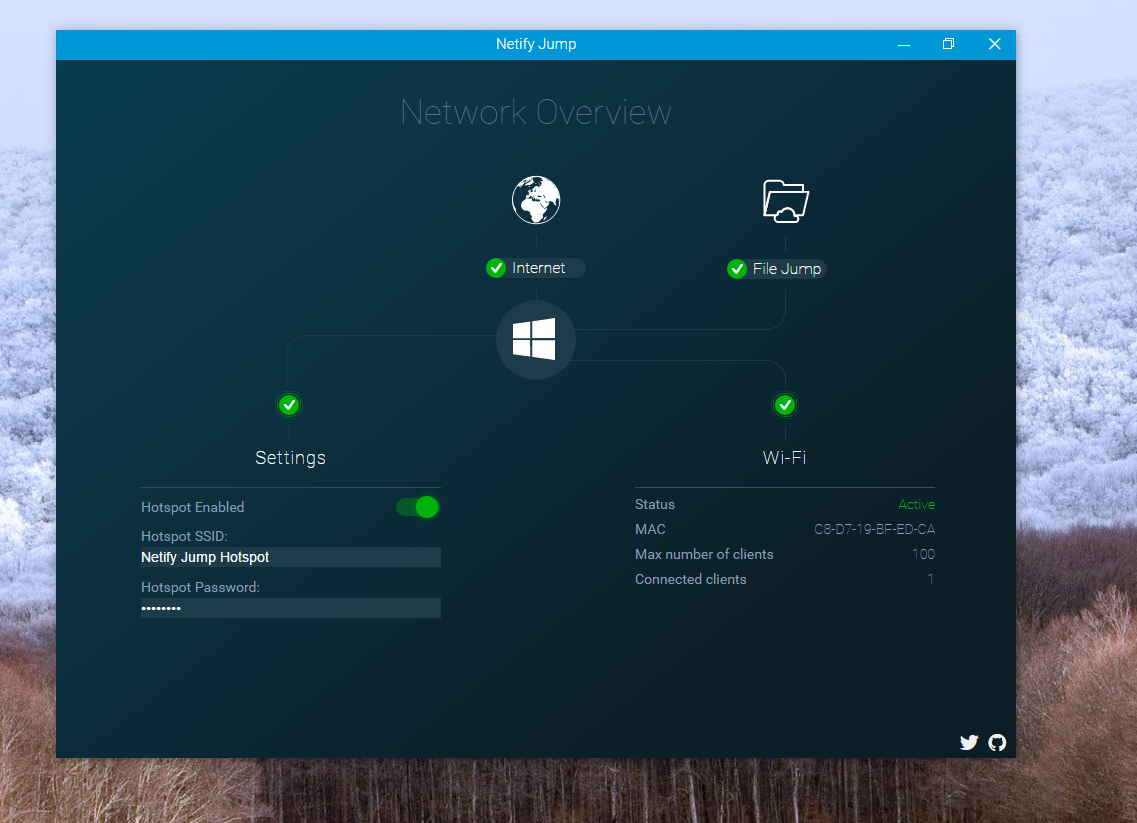 Netify Jump
Network Overview
Internet
File Jump
Settings
Hotspot Enabled
Hotspot SSID:
Netify Jump Hotspot
Hotspot Password:
••••••••
Wi-Fi
Status Active
MAC C8-D7-19-BF-ED-CA
Max number of clients 100
Connected clients 1